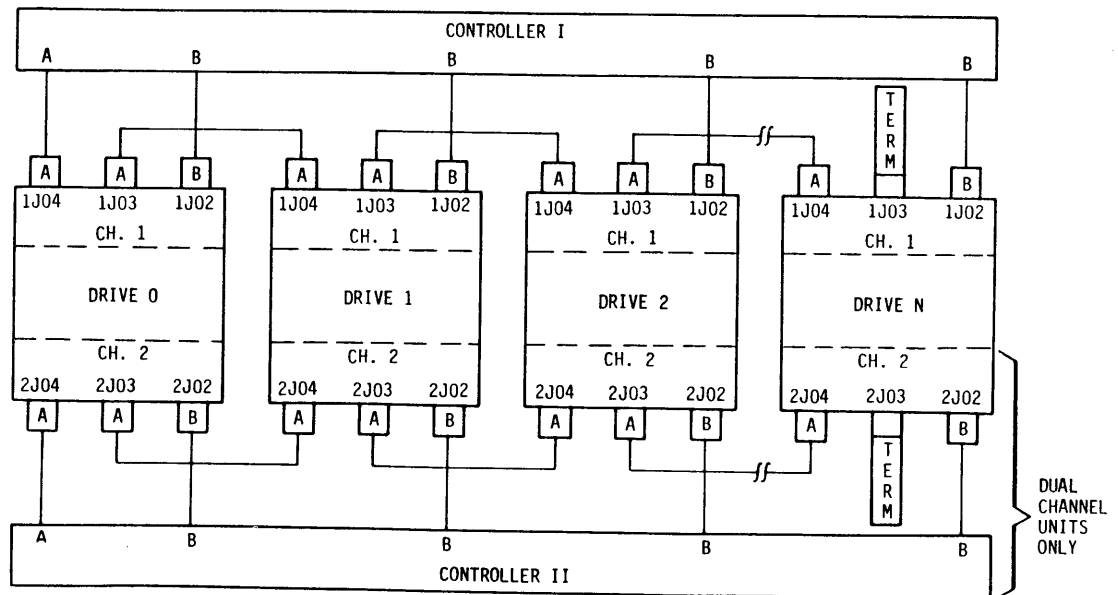 CONTROLLER I
A B B B B
TERM
A A B A A B A A B A B
1J04 1J03 1J02 1J04 1J03 1J02 1J04 1J03 1J02 1J04 1J03 1J02
CH. 1 CH. 1 CH. 1 CH. 1
DRIVE 0 DRIVE 1 DRIVE 2 DRIVE N
CH. 2 CH. 2 CH. 2 CH. 2
2J04 2J03 2J02 2J04 2J03 2J02 2J04 2J03 2J02 2J04 2J03 2J02
A A B A A B A A B A B
TERM
DUAL
CHANNEL
UNITS
ONLY
A B B B B
CONTROLLER II